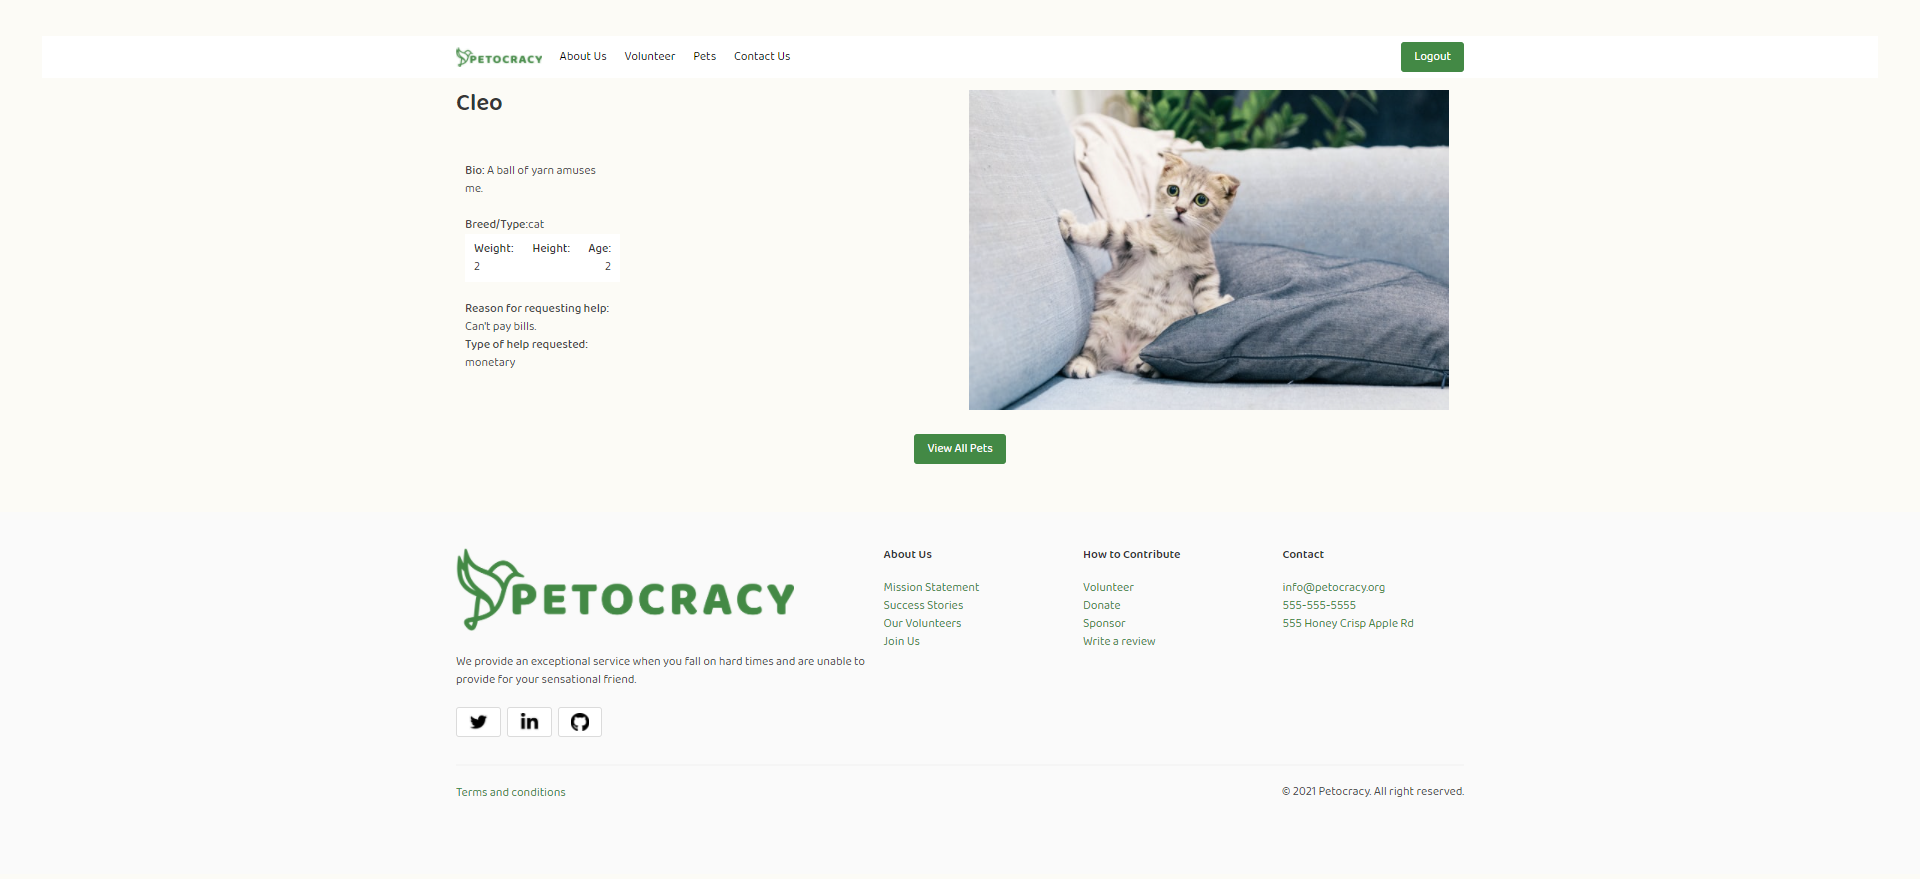 PETOCRACY About Us Volunteer Pets Contact Us Logout
Cleo
Bio: A ball of yarn amuses
me.
Breed/Type:cat
Weight: Height: Age:
2 2
Reason for requesting help:
Can't pay bills.
Type of help requested:
monetary
View All Pets
PETOCRACY
We provide an exceptional service when you fall on hard times and are unable to
provide for your sensational friend.
in
About Us
Mission Statement
Success Stories
Our Volunteers
Join Us
How to Contribute
Volunteer
Donate
Sponsor
Write a review
Contact
info@petocracy.org
555-555-5555
555 Honey Crisp Apple Rd
Terms and conditions
© 2021 Petocracy. All right reserved.